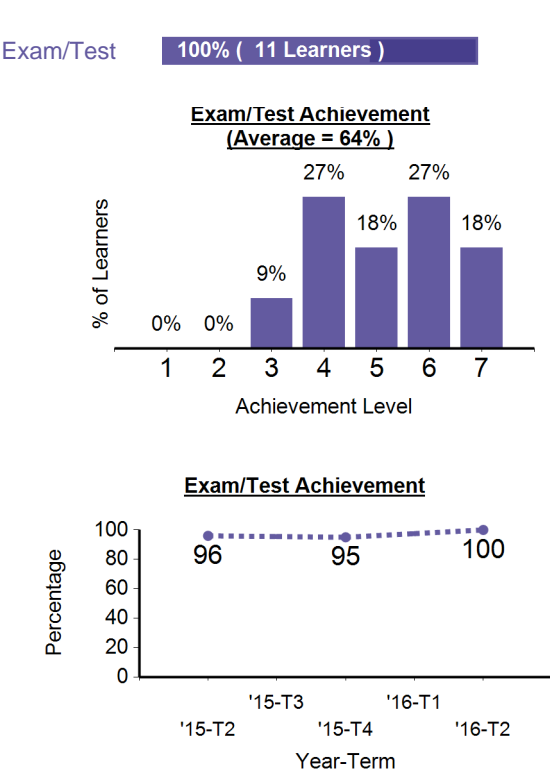 Exam/Test 100% ( 11 Learners )
Exam/Test Achievement
(Average = 64% )
27% 27%
18% 18%
9%
0% 0%
% of Learners
1 2 3 4 5 6 7
Achievement Level
Exam/Test Achievement
100
80
60
40
20
0
Percentage
96 95 100
'15-T3 '16-T1
'15-T2 '15-T4 '16-T2
Year-Term